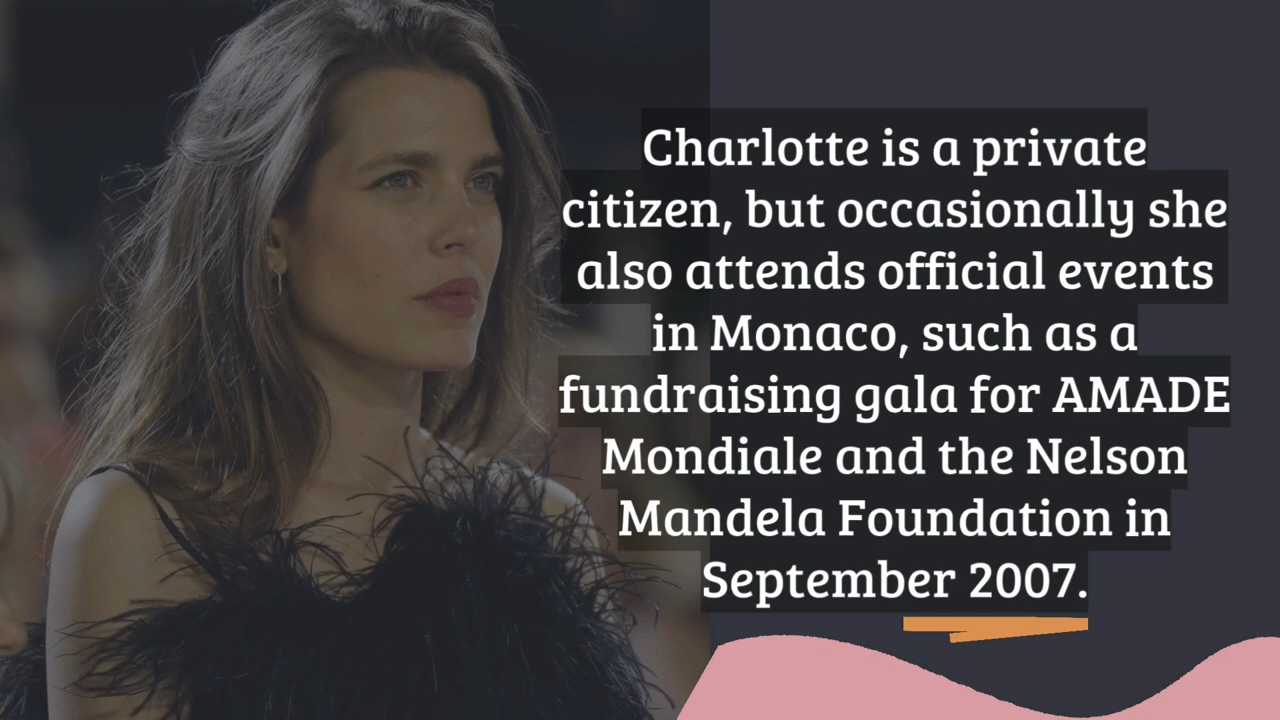 Charlotte is a private
citizen, but occasionally she
also attends official events
in Monaco, such as a
fundraising gala for AMADE
Mondiale and the Nelson
Mandela Foundation in
September 2007.